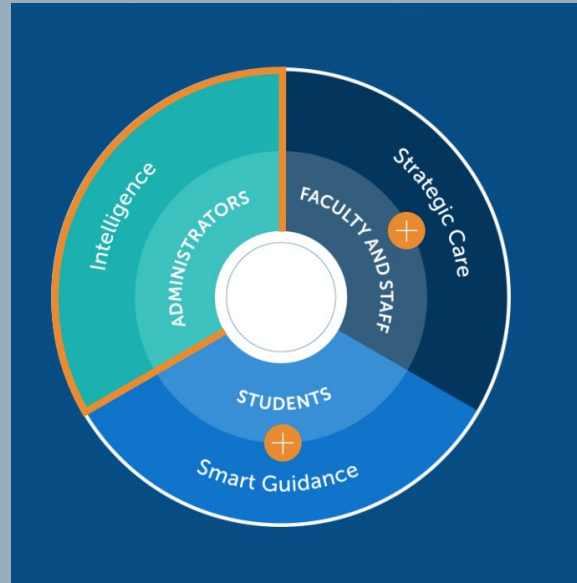 Intelligence
ADMINISTRATORS
Strategic Care
FACULTY AND STAFF
STUDENTS
Smart Guidance